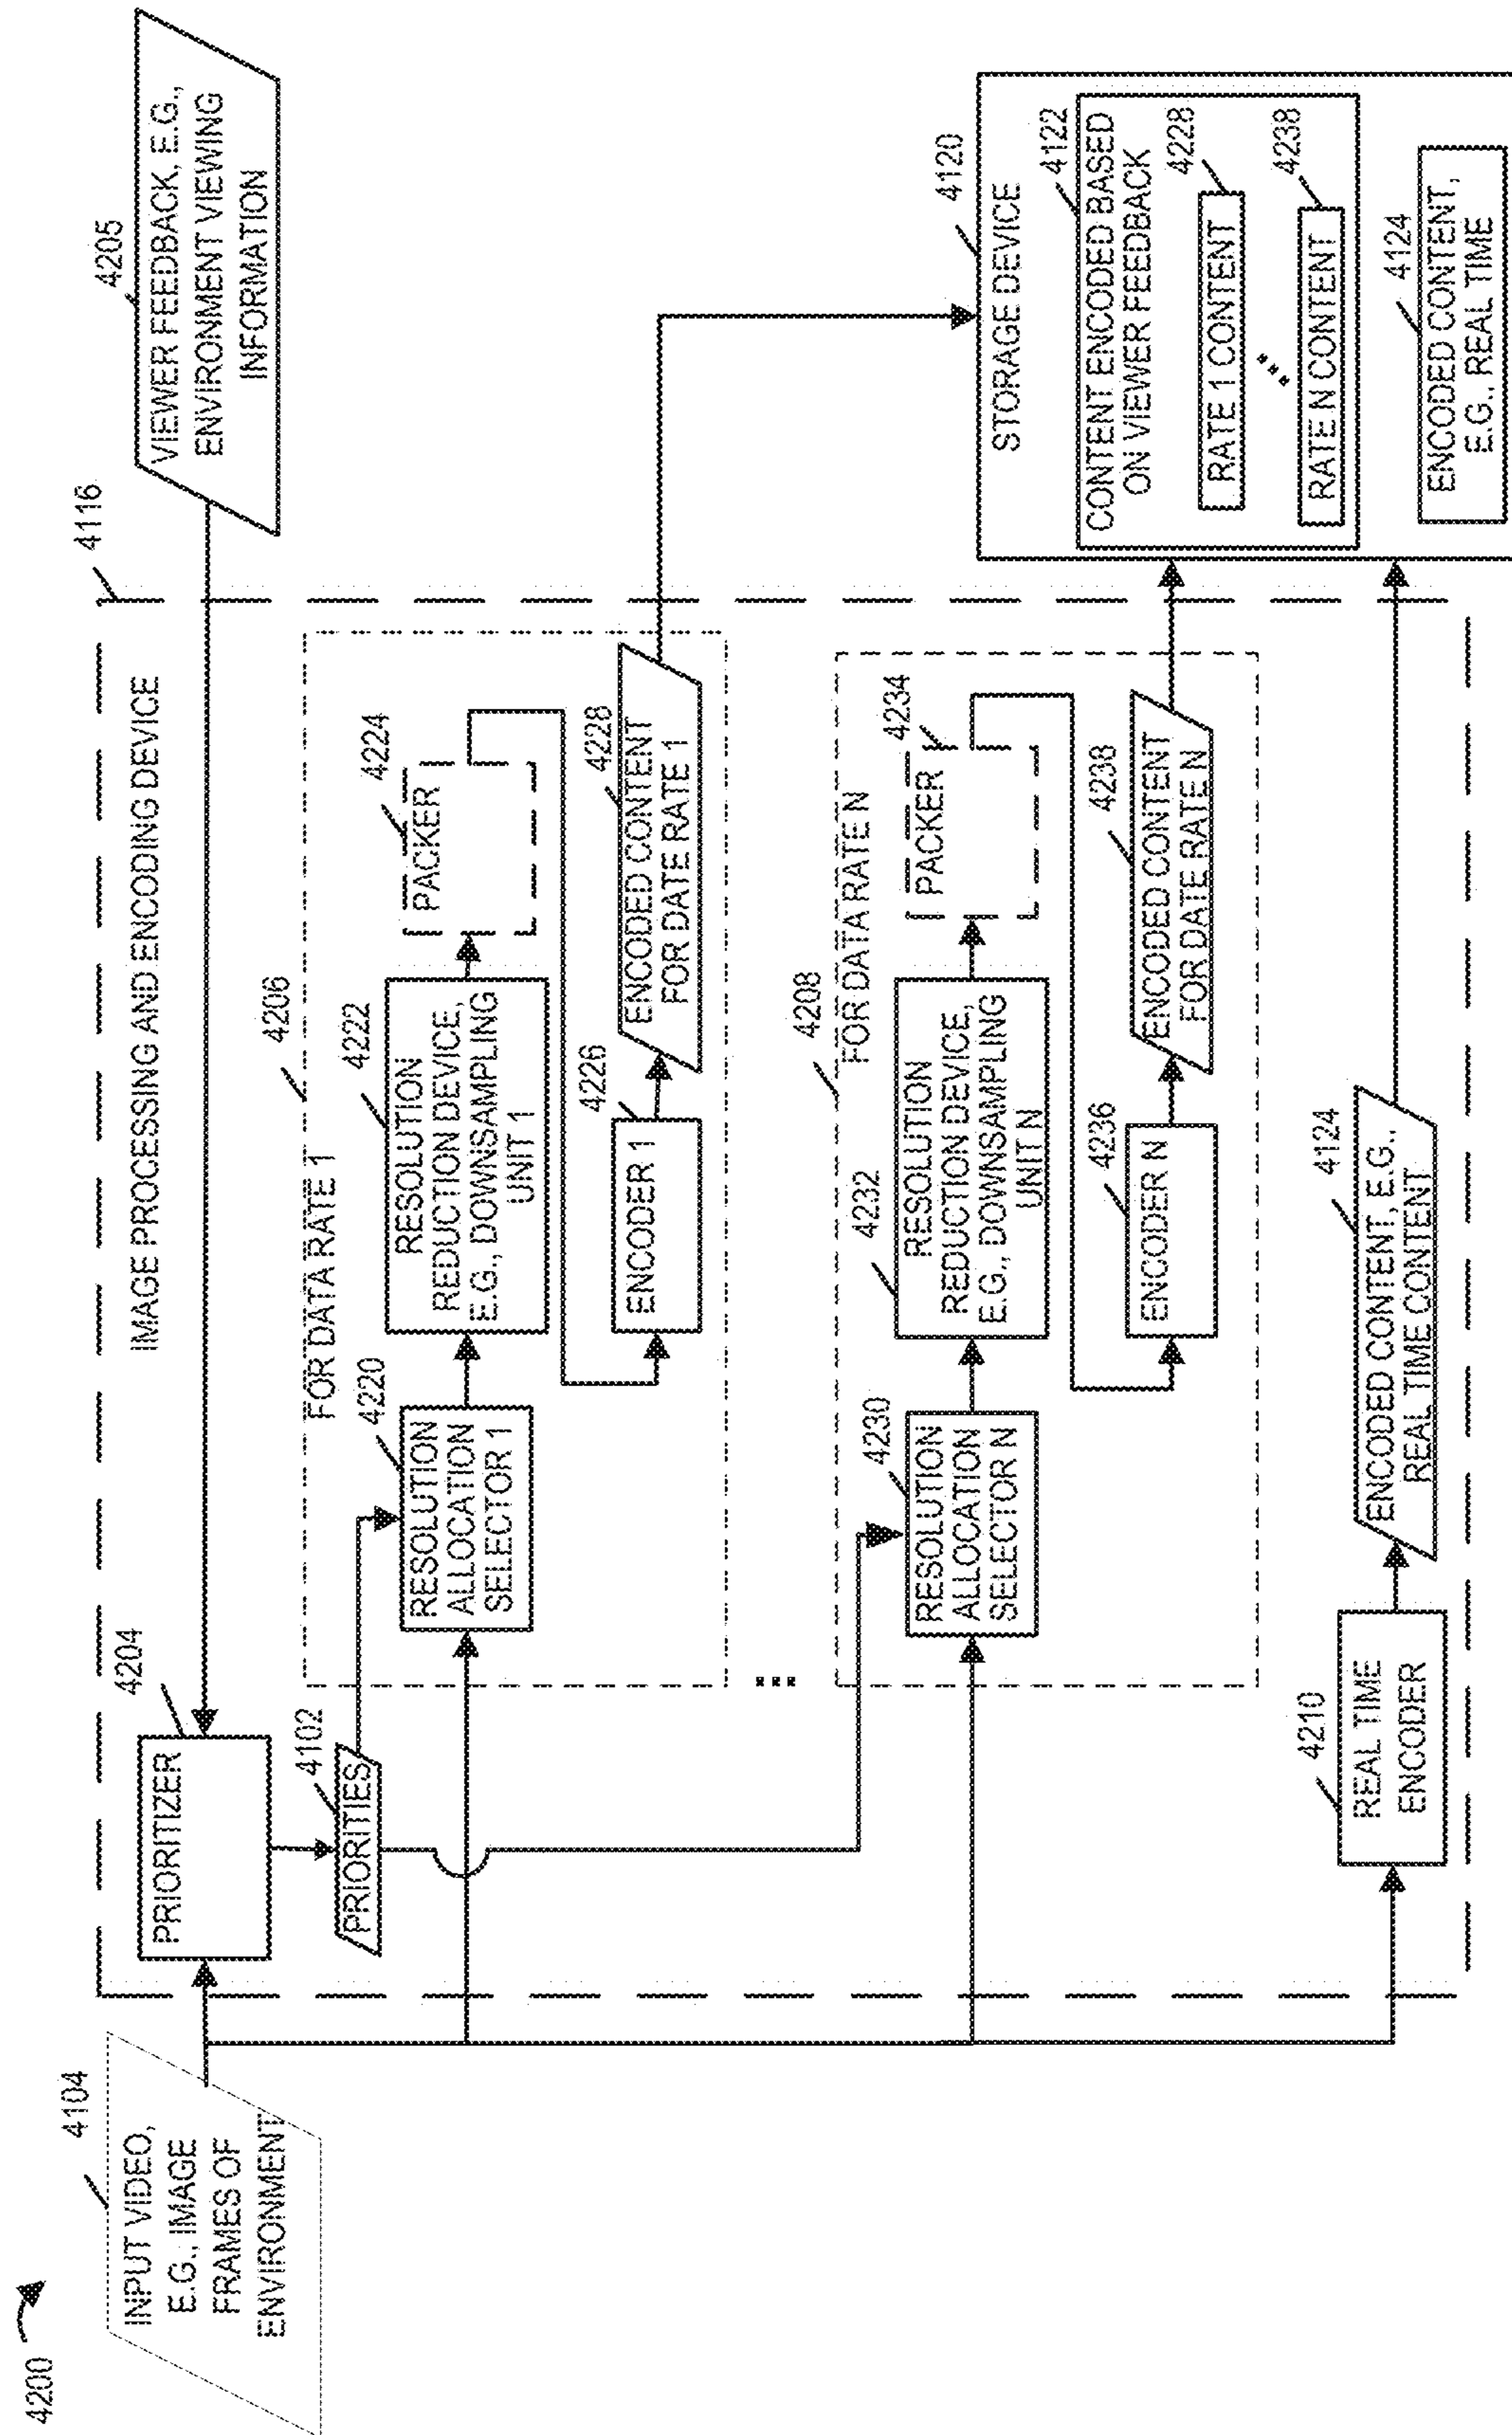 4200
4104
INPUT VIDEO,
E.G., IMAGE
FRAMES OF
ENVIRONMENT
4116
IMAGE PROCESSING AND ENCODING DEVICE
4204
PRIORITIZER
4205
VIEWER FEEDBACK, E.G.,
ENVIRONMENT VIEWING
INFORMATION
4102
PRIORITIES
4206
FOR DATA RATE 1
4220
RESOLUTION
ALLOCATION
SELECTOR 1
4222
RESOLUTION
REDUCTION DEVICE,
E.G., DOWNSAMPLING
UNIT 1
4224
PACKER
4226
ENCODER 1
4228
ENCODED CONTENT
FOR DATE RATE 1
...
4208
FOR DATA RATE N
4230
RESOLUTION
ALLOCATION
SELECTOR N
4232
RESOLUTION
REDUCTION DEVICE,
E.G., DOWNSAMPLING
UNIT N
4234
PACKER
4236
ENCODER N
4238
ENCODED CONTENT
FOR DATE RATE N
4210
REAL TIME
ENCODER
4124
ENCODED CONTENT, E.G.,
REAL TIME CONTENT
4120
STORAGE DEVICE
4122
CONTENT ENCODED BASED
ON VIEWER FEEDBACK
4228
RATE 1 CONTENT
...
4238
RATE N CONTENT
4124
ENCODED CONTENT,
E.G., REAL TIME